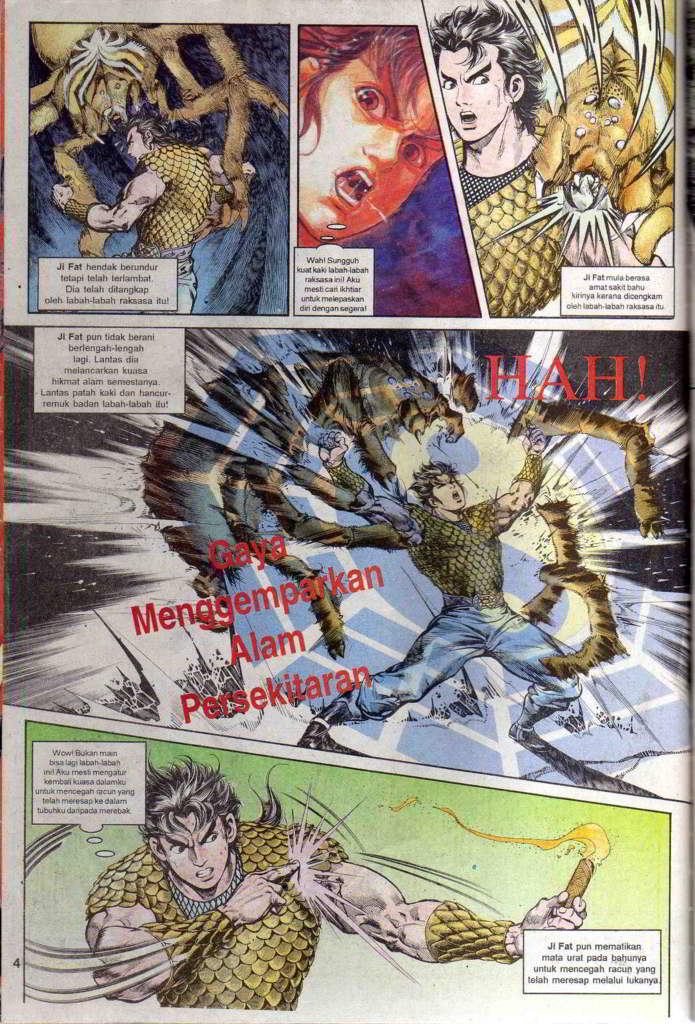 Ji Fat hendak berundur
tetapi telah terlambat.
Dia telah ditangkap
oleh labah-labah raksasa itu!
Wah! Sungguh
kuat kaki labah-labah
raksasa ini! Aku
mesti cari ikhtiar
untuk melepaskan
diri dengan segera!
Ji Fat mula berasa
amat sakit bahu
kirinya kerana dicengkam
oleh labah-labah raksasa itu.
Ji Fat pun tidak berani
berlengah-lengah
lagi. Lantas dia
melancarkan kuasa
hikmat alam semestanya.
Lantas patah kaki dan hancur-
remuk badan labah-labah itu!
HAH!
Gaya
Menggemparkan
Alam
Persekitaran
Wow! Bukan main
bisa lagi labah-labah
ini! Aku mesti mengatur
kembali kuasa dalamku
untuk mencegah racun yang
telah meresap ke dalam
tubuhku daripada merebak.
Ji Fat pun mematikan
mata urat pada bahunya
untuk mencegah racun yang
telah meresap melalui lukanya.
4